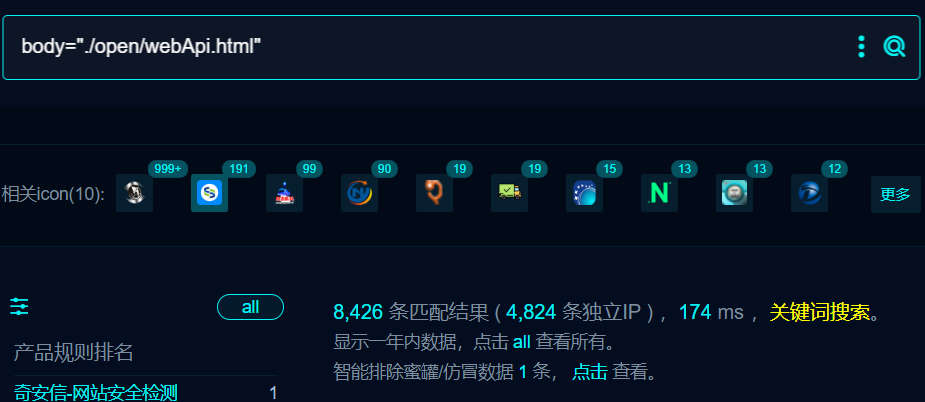 body="./open/webApi.html"
999+ 191 99 90 19 19 15 13 13 12
相关icon(10): 更多
all
8,426 条匹配结果 ( 4,824 条独立IP ) ，174 ms ，关键词搜索。
显示一年内数据，点击 all 查看所有。
产品规则排名
智能排除蜜罐/仿冒数据 1 条， 点击 查看。
奇安信-网站安全检测 1